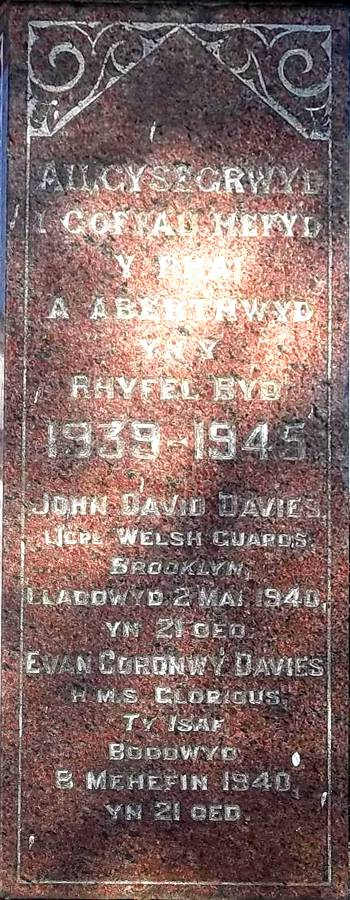 AILGYSEGRWYD
I GOFFAU HEFYD
Y RHAI
A ABERTHWYD
YN Y
RHYFEL BYD
1939-1945
JOHN DAVID DAVIES,
L/CPL WELSH GUARDS,
BROOKLYN,
LLADDWYD 2 MAI 1940,
YN 21 OED.
EVAN GORONWY DAVIES
H.M.S. GLORIOUS,
TY ISAF,
BODDWYD
8 MEHEFIN 1940,
YN 21 OED.